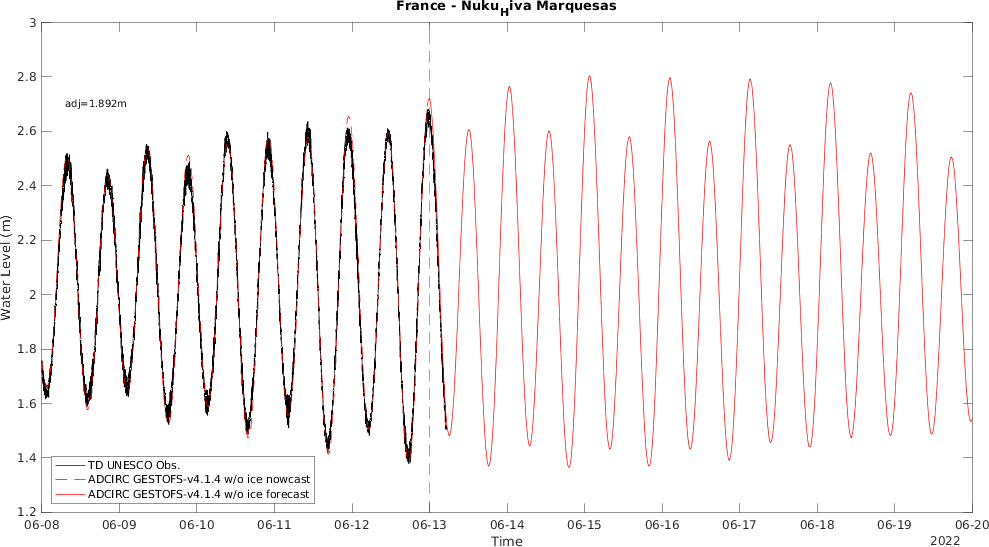 France - Nuku_Hiva Marquesas
adj=1.892m
Water Level (m)
3
2.8
2.6
2.4
2.2
2
1.8
1.6
1.4
1.2
TD UNESCO Obs.
ADCIRC GESTOFS-v4.1.4 w/o ice nowcast
ADCIRC GESTOFS-v4.1.4 w/o ice forecast
06-08 06-09 06-10 06-11 06-12 06-13 06-14 06-15 06-16 06-17 06-18 06-19 06-20
Time
2022